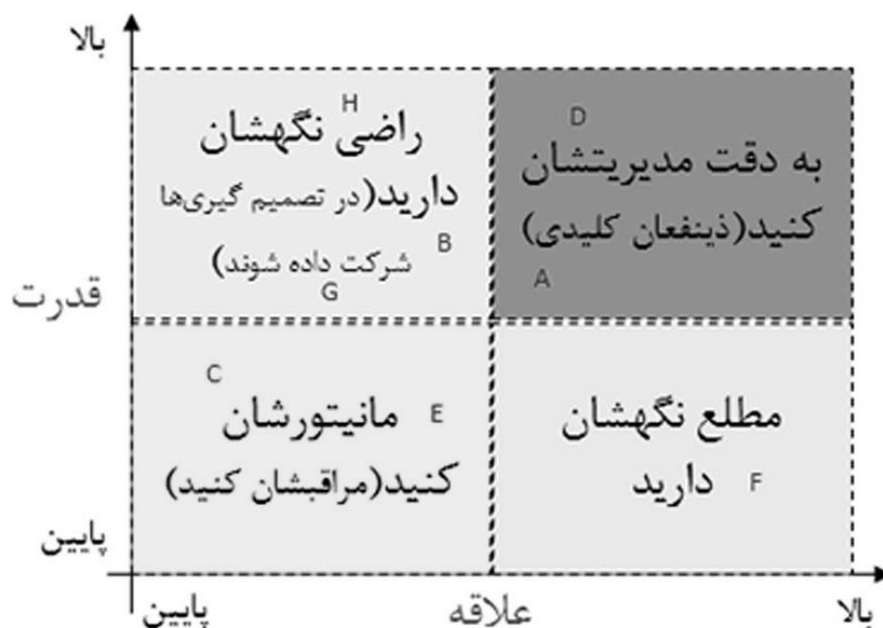 بالا
H
راضی نگهشان
دارید(در تصمیم گیری‌ها
B
شرکت داده شوند)
G
D
به دقت مدیریتشان
کنید(ذینفعان کلیدی)
A
قدرت
C
مانیتورشان E
کنید(مراقبشان کنید)
مطلع نگهشان
دارید F
پایین
پایین
علاقه
بالا